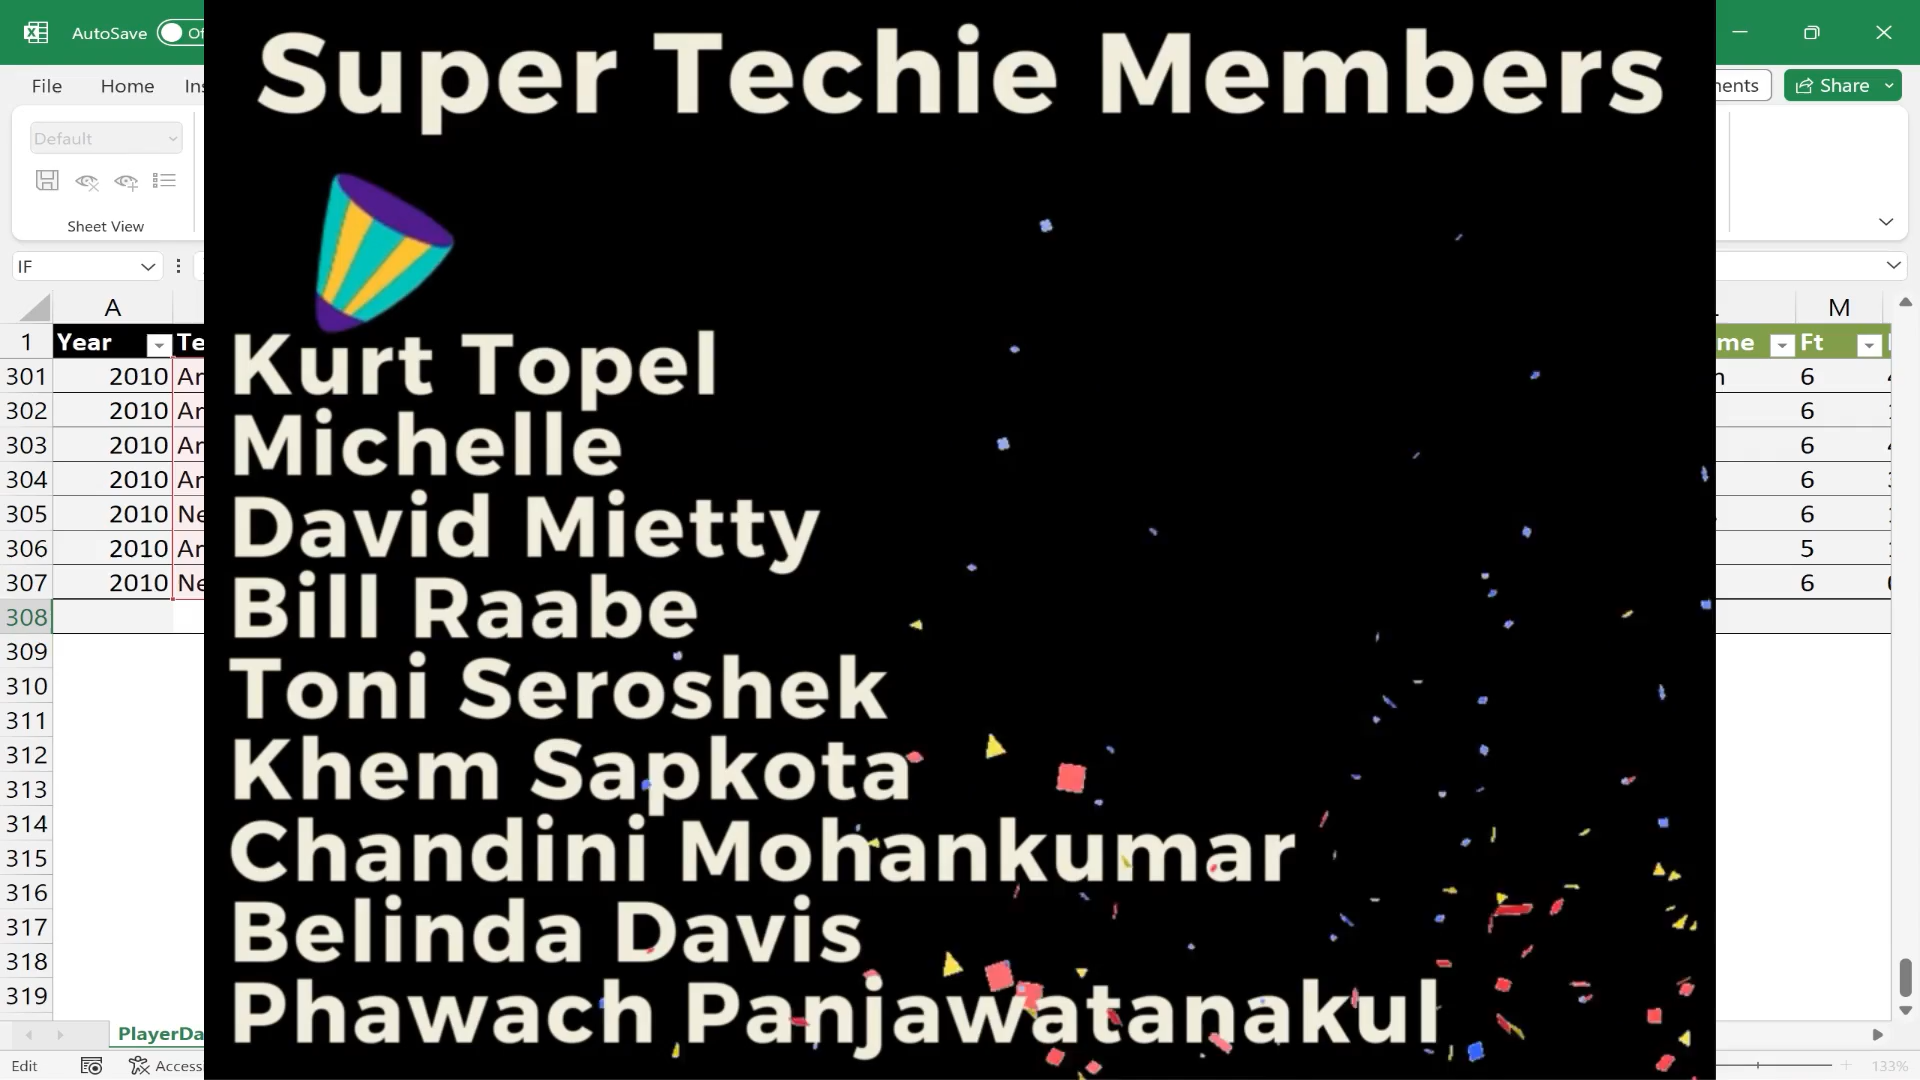 AutoSave
Super Techie Members
File Home
Share
Default
Sheet View
IF
A M
1 Year Ft
301 2010 6
302 2010 6
303 2010 6
304 2010 6
305 2010 6
306 2010 5
307 2010 6
308
309
310
311
312
313
314
315
316
317
318
319
Kurt Topel
Michelle
David Mietty
Bill Raabe
Toni Seroshek
Khem Sapkota
Chandini Mohankumar
Belinda Davis
Phawach Panjawatanakul
PlayerDa
Edit Access 133%